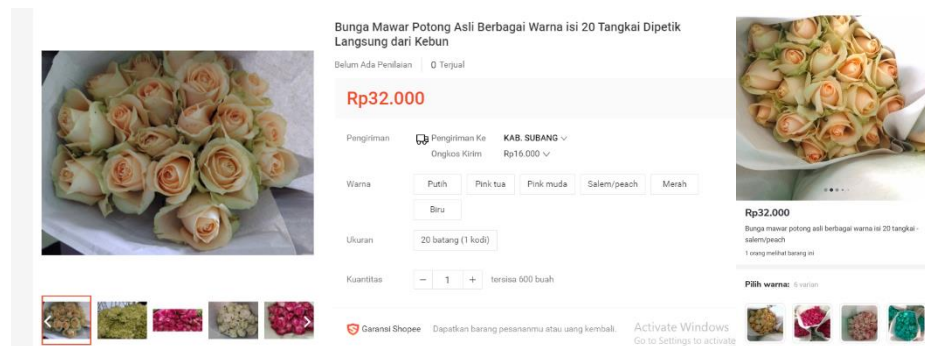 Bunga Mawar Potong Asli Berbagai Warna isi 20 Tangkai Dipetik
Langsung dari Kebun
Belum Ada Penilaian 0 Terjual
Rp32.000
Pengiriman Pengiriman Ke KAB. SUBANG
Ongkos Kirim Rp16.000
Warna Putih Pink tua Pink muda Salem/peach Merah
Biru
Ukuran 20 batang (1 kodi)
Kuantitas - 1 + tersisa 600 buah
Garansi Shopee Dapatkan barang pesananmu atau uang kembali.
Activate Windows
Go to Settings to activate
Rp32.000
Bunga mawar potong asli berbagai warna isi 20 tangkai -
salem/peach
1 orang melihat barang ini
Pilih warna: 6 varian